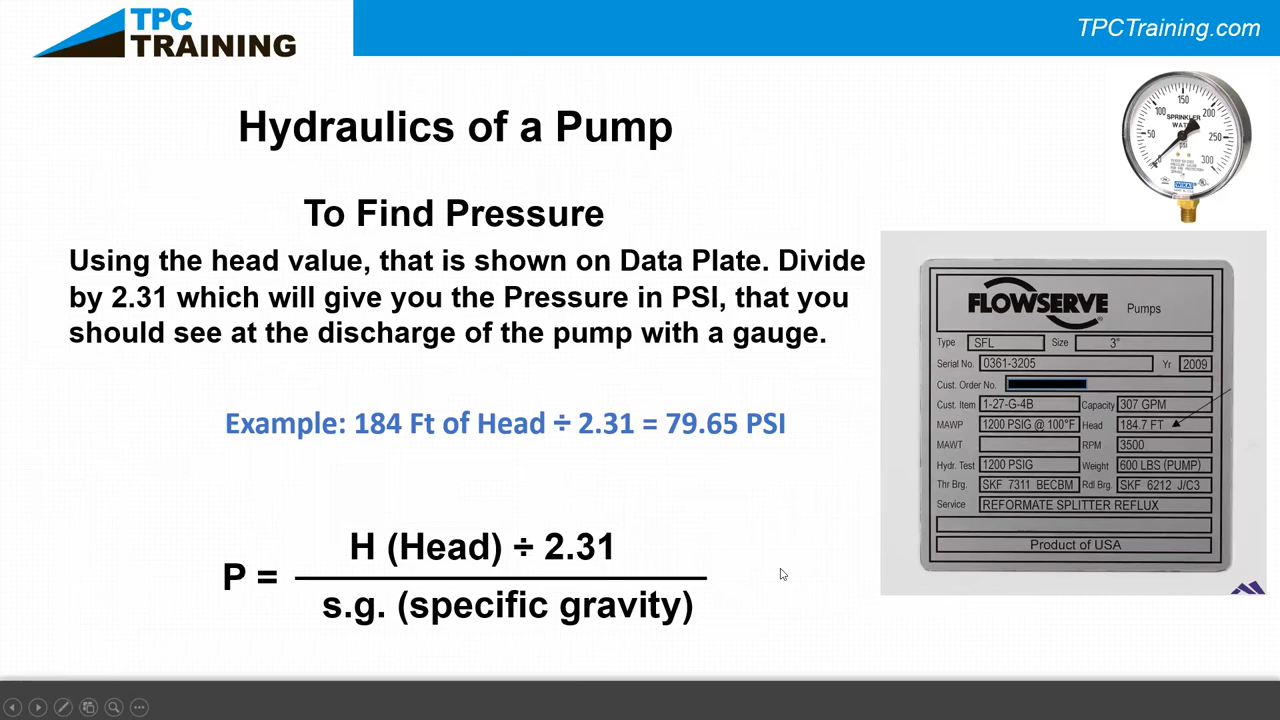 TPC
TRAINING
TPCTraining.com
Hydraulics of a Pump
To Find Pressure
Using the head value, that is shown on Data Plate. Divide
by 2.31 which will give you the Pressure in PSI, that you
should see at the discharge of the pump with a gauge.
Example: 184 Ft of Head ÷ 2.31 = 79.65 PSI
P =
H (Head) ÷ 2.31
s.g. (specific gravity)
0 50 100 150 200 250 300
SPRINKLER
WATER
psi
WIKA
FLOWSERVE ® Pumps
Type SFL Size 3"
Serial No. 0361-3205 Yr 2009
Cust. Order No.
Cust. Item 1-27-G-4B Capacity 307 GPM
MAWP 1200 PSIG @ 100°F Head 184.7 FT
MAWT RPM 3500
Hydr. Test 1200 PSIG Weight 600 LBS (PUMP)
Thr Brg. SKF 7311 BECBM Rdl Brg. SKF 6212 J/C3
Service REFORMATE SPLITTER REFLUX
Product of USA